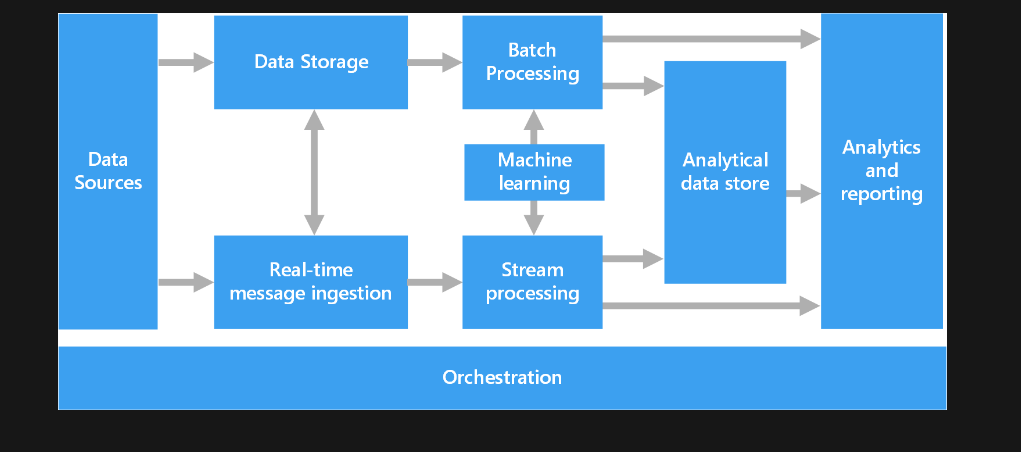 Data
Sources
Data Storage
Batch
Processing
Machine
learning
Real-time
message ingestion
Stream
processing
Analytical
data store
Analytics
and
reporting
Orchestration